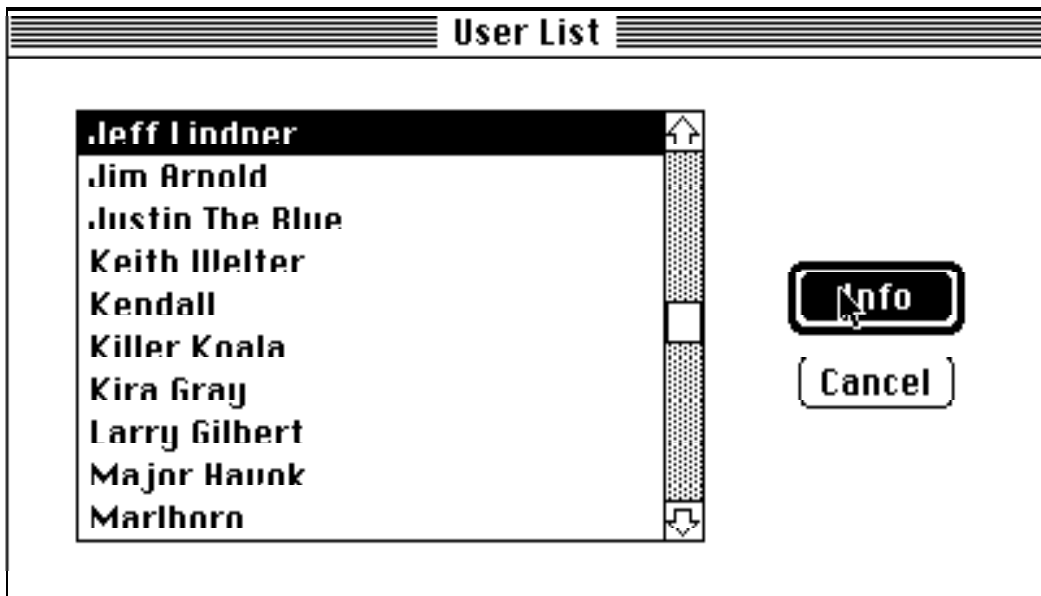 User List
Jeff Lindner
Jim Arnold
Justin The Blue
Keith Welter
Kendall
Killer Koala
Kira Gray
Larry Gilbert
Major Havok
Marlboro
Info
Cancel